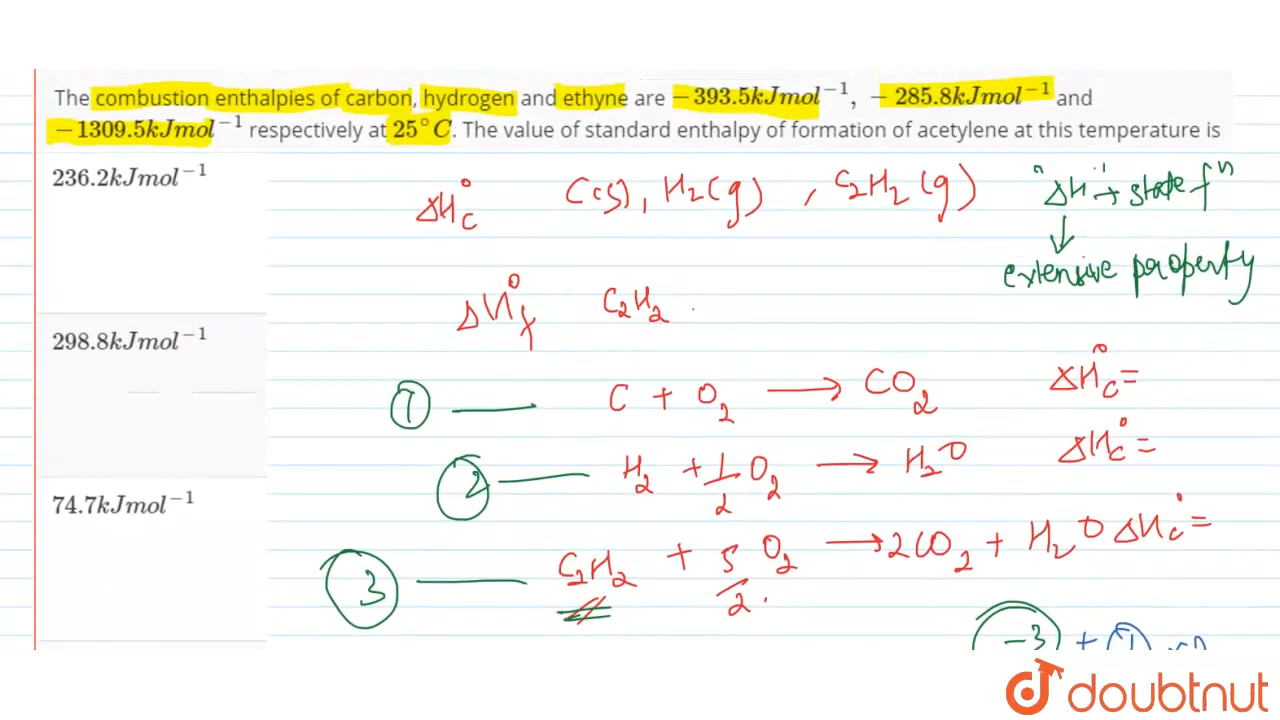 The combustion enthalpies of carbon, hydrogen and ethyne are −393.5kJmol⁻¹, −285.8kJmol⁻¹ and
−1309.5kJmol⁻¹ respectively at 25°C. The value of standard enthalpy of formation of acetylene at this temperature is
236.2kJmol⁻¹
ΔH°c C(s), H₂(g), C₂H₂(g)
"ΔH" → state fⁿ
↓
extensive property
ΔH°f C₂H₂.
298.8kJmol⁻¹
① — C + O₂ → CO₂ ΔH°c =
② — H₂ + 1/2 O₂ → H₂O ΔH°c =
74.7kJmol⁻¹
③ — C₂H₂ + 5/2 O₂ → 2CO₂ + H₂O ΔH°c =
−3 + ①
doubtnut